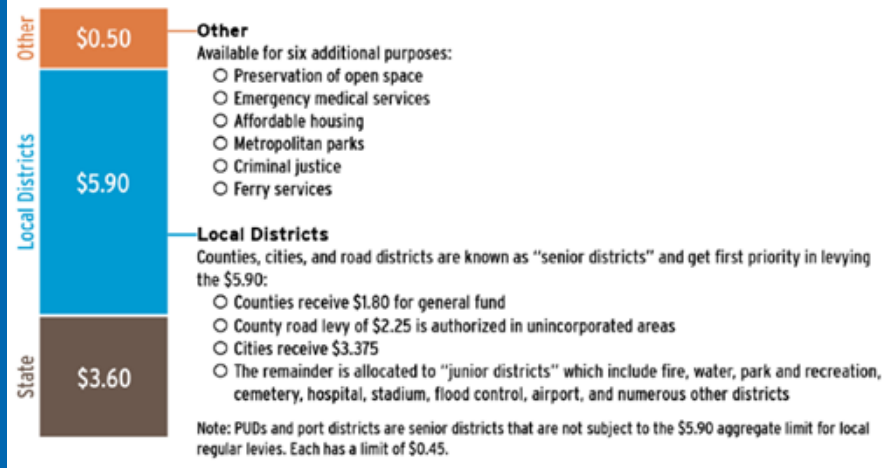 Other
$0.50
Other
Available for six additional purposes:
○ Preservation of open space
○ Emergency medical services
○ Affordable housing
○ Metropolitan parks
○ Criminal justice
○ Ferry services
Local Districts
$5.90
Local Districts
Counties, cities, and road districts are known as “senior districts” and get first priority in levying
the $5.90:
○ Counties receive $1.80 for general fund
○ County road levy of $2.25 is authorized in unincorporated areas
○ Cities receive $3.375
○ The remainder is allocated to “junior districts” which include fire, water, park and recreation,
cemetery, hospital, stadium, flood control, airport, and numerous other districts
State
$3.60
Note: PUDs and port districts are senior districts that are not subject to the $5.90 aggregate limit for local
regular levies. Each has a limit of $0.45.